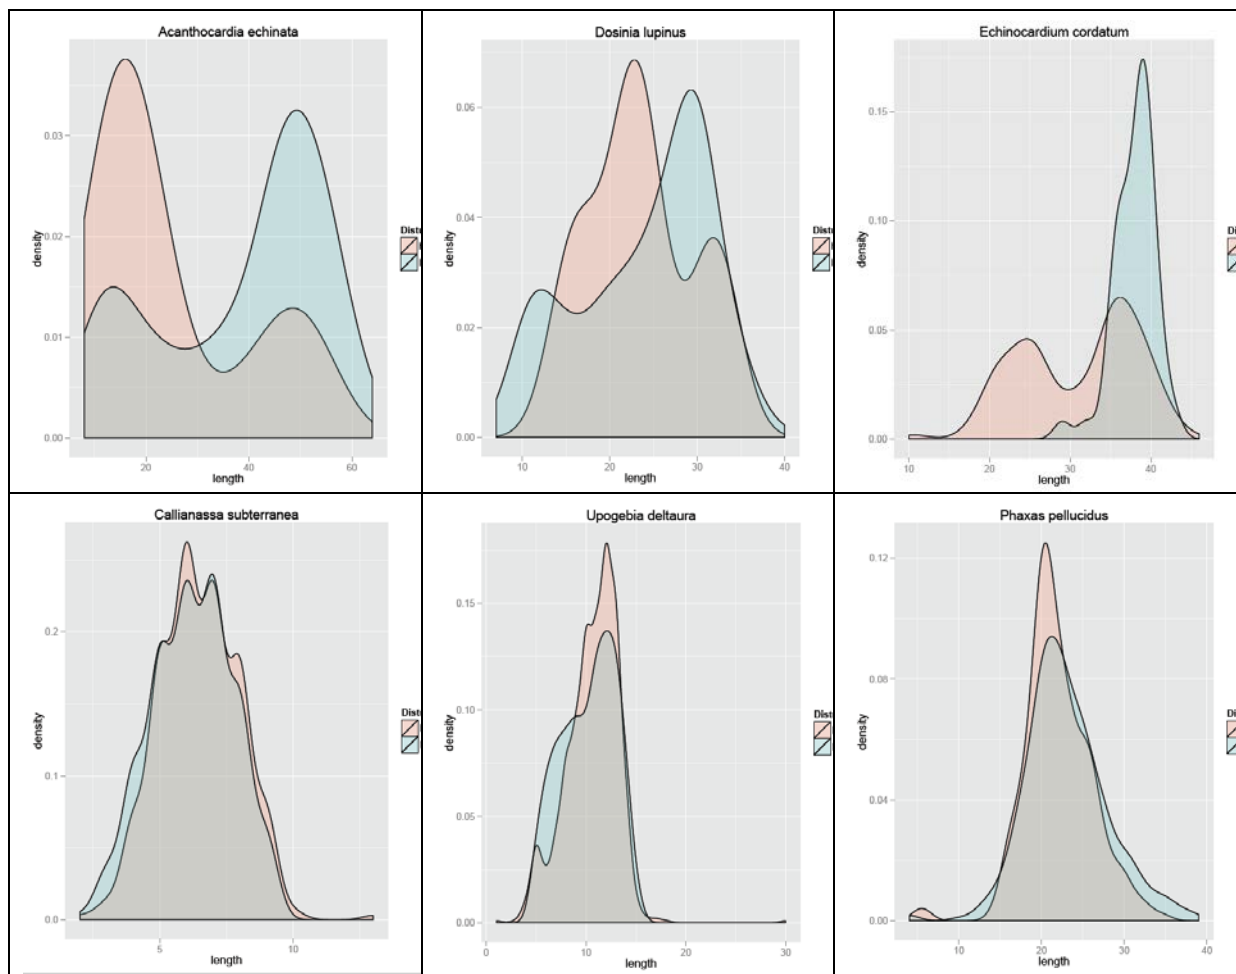 Acanthocardia echinata
0.03
0.02
0.01
0.00
density
20
40
60
length
Distu
Dosinia lupinus
0.06
0.04
0.02
0.00
density
10
20
30
40
length
Distu
Echinocardium cordatum
0.15
0.10
0.05
0.00
density
10
20
30
40
length
Di
Callianassa subterranea
0.2
0.1
0.0
density
5
10
length
Distu
Upogebia deltaura
0.15
0.10
0.05
0.00
density
0
10
20
30
length
Dist
Phaxas pellucidus
0.12
0.08
0.04
0.00
density
10
20
30
40
length
Di